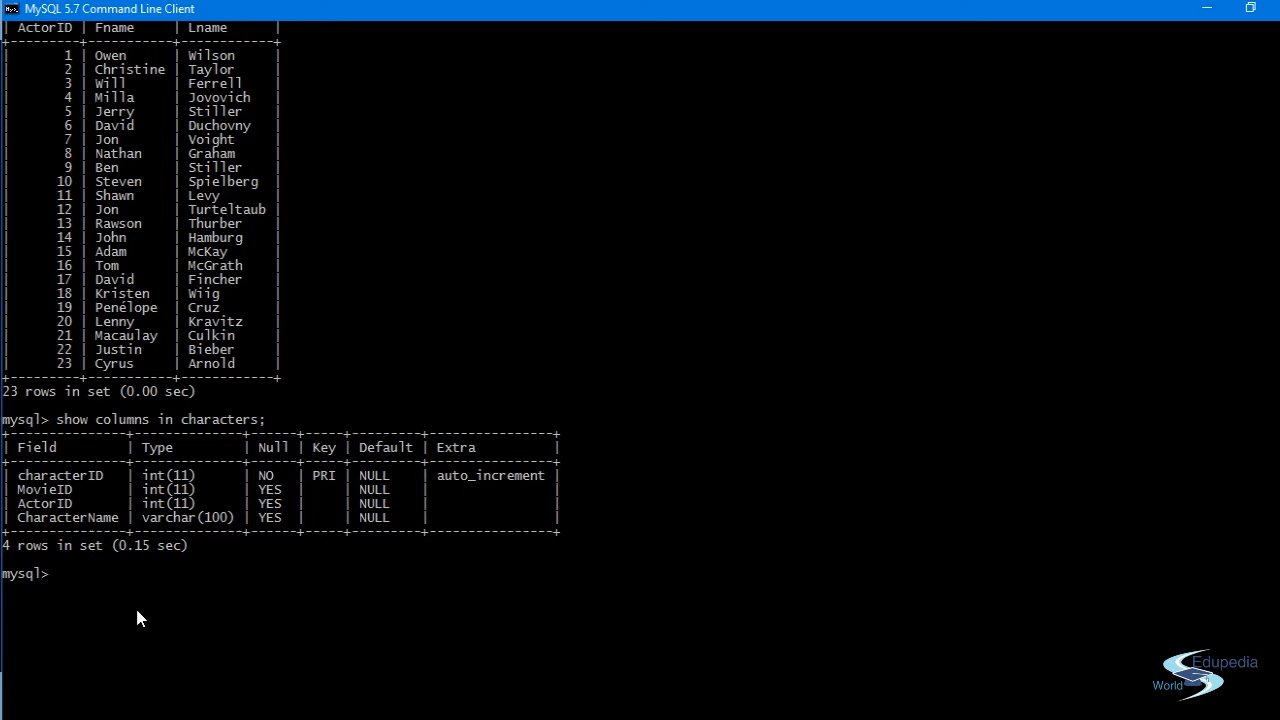 MySQL 5.7 Command Line Client
| ActorID | Fname     | Lname      |
+---------+-----------+------------+
|       1 | Owen      | Wilson     |
|       2 | Christine | Taylor     |
|       3 | Will      | Ferrell    |
|       4 | Milla     | Jovovich   |
|       5 | Jerry     | Stiller    |
|       6 | David     | Duchovny   |
|       7 | Jon       | Voight     |
|       8 | Nathan    | Graham     |
|       9 | Ben       | Stiller    |
|      10 | Steven    | Spielberg  |
|      11 | Shawn     | Levy       |
|      12 | Jon       | Turteltaub |
|      13 | Rawson    | Thurber    |
|      14 | John      | Hamburg    |
|      15 | Adam      | McKay      |
|      16 | Tom       | McGrath    |
|      17 | David     | Fincher    |
|      18 | Kristen   | Wiig       |
|      19 | Penélope  | Cruz       |
|      20 | Lenny     | Kravitz    |
|      21 | Macaulay  | Culkin     |
|      22 | Justin    | Bieber     |
|      23 | Cyrus     | Arnold     |
+---------+-----------+------------+
23 rows in set (0.00 sec)
mysql> show columns in characters;
+---------------+--------------+------+-----+---------+----------------+
| Field         | Type         | Null | Key | Default | Extra          |
+---------------+--------------+------+-----+---------+----------------+
| characterID   | int(11)      | NO   | PRI | NULL    | auto_increment |
| MovieID       | int(11)      | YES  |     | NULL    |                |
| ActorID       | int(11)      | YES  |     | NULL    |                |
| CharacterName | varchar(100) | YES  |     | NULL    |                |
+---------------+--------------+------+-----+---------+----------------+
4 rows in set (0.15 sec)
mysql>
Edupedia
World